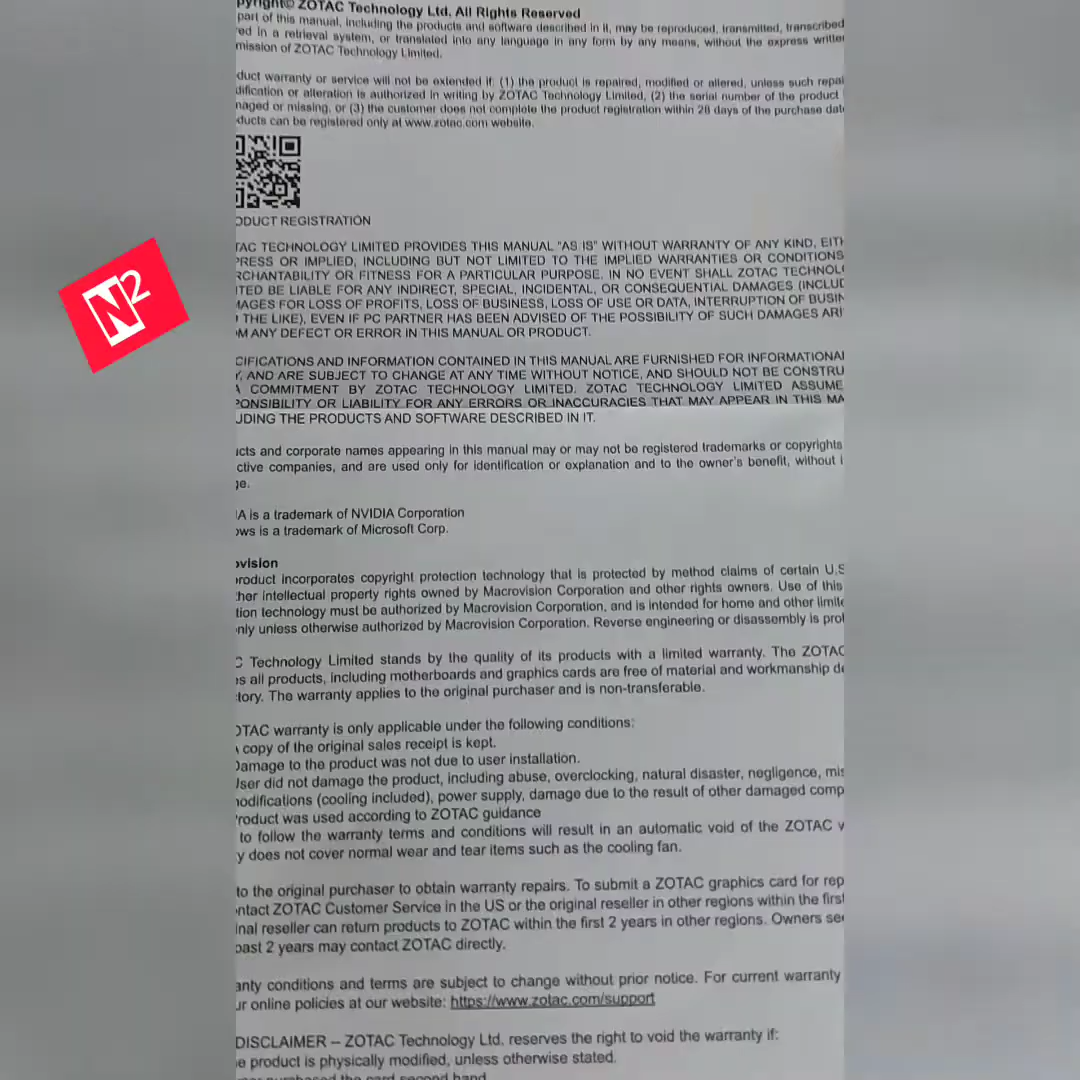 pyright© ZOTAC Technology Ltd, All Rights Reserved
part of this manual, including the products and software described in it, may be reproduced, transmitted, transcribed
ed in a retrieval system, or translated into any language in any form by any means, without the express written
mission of ZOTAC Technology Limited.
duct warranty or service will not be extended if: (1) the product is repaired, modified or altered, unless such repai
dification or alteration is authorized in writing by ZOTAC Technology Limited, (2) the serial number of the product
naged or missing, or (3) the customer does not complete the product registration within 28 days of the purchase date
ducts can be registered only at www.zotac.com website.
N2
ODUCT REGISTRATION
TAC TECHNOLOGY LIMITED PROVIDES THIS MANUAL "AS IS" WITHOUT WARRANTY OF ANY KIND, EITH
PRESS OR IMPLIED, INCLUDING BUT NOT LIMITED TO THE IMPLIED WARRANTIES OR CONDITIONS
RCHANTABILITY OR FITNESS FOR A PARTICULAR PURPOSE. IN NO EVENT SHALL ZOTAC TECHNOLO
ITED BE LIABLE FOR ANY INDIRECT, SPECIAL, INCIDENTAL, OR CONSEQUENTIAL DAMAGES (INCLUD
MAGES FOR LOSS OF PROFITS, LOSS OF BUSINESS, LOSS OF USE OR DATA, INTERRUPTION OF BUSIN
THE LIKE), EVEN IF PC PARTNER HAS BEEN ADVISED OF THE POSSIBILITY OF SUCH DAMAGES ARI
M ANY DEFECT OR ERROR IN THIS MANUAL OR PRODUCT.
CIFICATIONS AND INFORMATION CONTAINED IN THIS MANUAL ARE FURNISHED FOR INFORMATIONAL
Y, AND ARE SUBJECT TO CHANGE AT ANY TIME WITHOUT NOTICE, AND SHOULD NOT BE CONSTRU
A COMMITMENT BY ZOTAC TECHNOLOGY LIMITED. ZOTAC TECHNOLOGY LIMITED ASSUME
PONSIBILITY OR LIABILITY FOR ANY ERRORS OR INACCURACIES THAT MAY APPEAR IN THIS MA
UDING THE PRODUCTS AND SOFTWARE DESCRIBED IN IT.
ucts and corporate names appearing in this manual may or may not be registered trademarks or copyrights
ctive companies, and are used only for identification or explanation and to the owner's benefit, without i
ge.
IA is a trademark of NVIDIA Corporation
ows is a trademark of Microsoft Corp.
ovision
product incorporates copyright protection technology that is protected by method claims of certain U.S
her intellectual property rights owned by Macrovision Corporation and other rights owners. Use of this
tion technology must be authorized by Macrovision Corporation, and is intended for home and other limite
nly unless otherwise authorized by Macrovision Corporation. Reverse engineering or disassembly is prol
C Technology Limited stands by the quality of its products with a limited warranty. The ZOTAC
es all products, including motherboards and graphics cards are free of material and workmanship de
ctory. The warranty applies to the original purchaser and is non-transferable.
OTAC warranty is only applicable under the following conditions:
A copy of the original sales receipt is kept.
Damage to the product was not due to user installation.
User did not damage the product, including abuse, overclocking, natural disaster, negligence, mis
nodifications (cooling included), power supply, damage due to the result of other damaged comp
Product was used according to ZOTAC guidance
to follow the warranty terms and conditions will result in an automatic void of the ZOTAC w
y does not cover normal wear and tear items such as the cooling fan.
to the original purchaser to obtain warranty repairs. To submit a ZOTAC graphics card for rep
ontact ZOTAC Customer Service in the US or the original reseller in other regions within the first
inal reseller can return products to ZOTAC within the first 2 years in other regions. Owners see
past 2 years may contact ZOTAC directly.
anty conditions and terms are subject to change without prior notice. For current warranty
ur online policies at our website: https://www.zotac.com/support
DISCLAIMER – ZOTAC Technology Ltd. reserves the right to void the warranty if:
e product is physically modified, unless otherwise stated.
purchased the card second hand